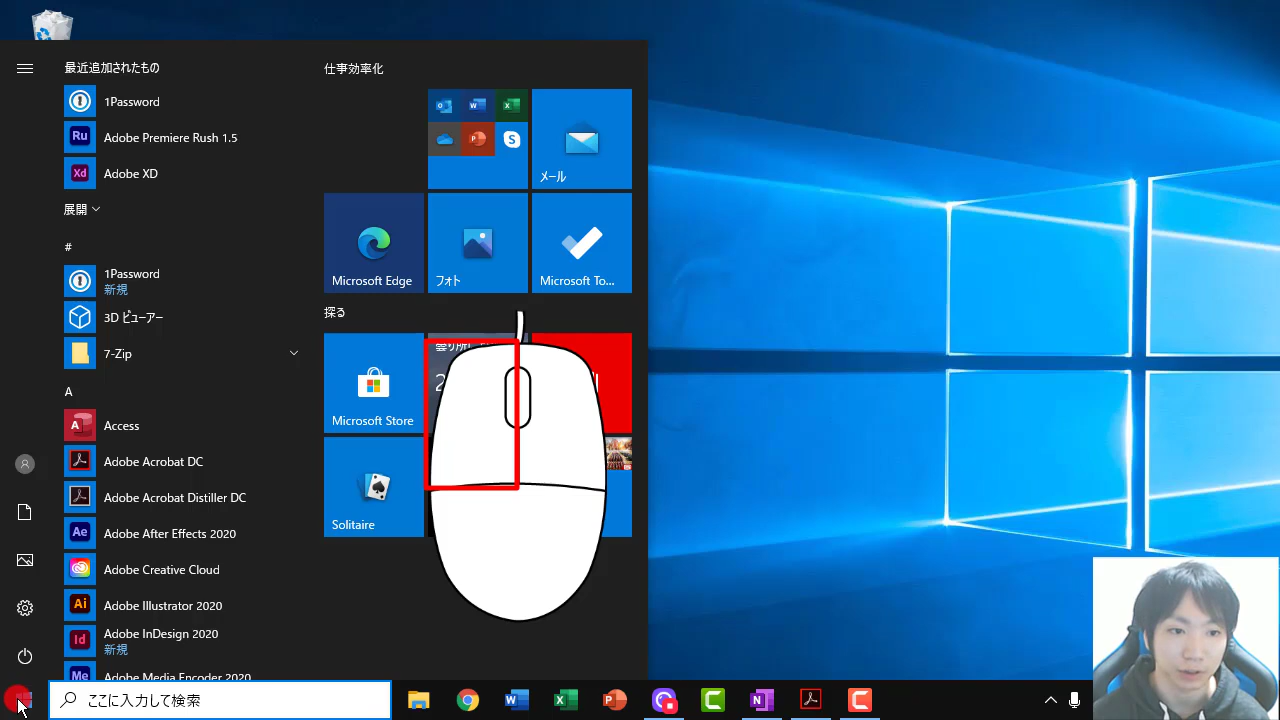 最近追加されたもの
1Password
Adobe Premiere Rush 1.5
Adobe XD
展開
#
1Password
新規
3D ビューアー
7-Zip
A
Access
Adobe Acrobat DC
Adobe Acrobat Distiller DC
Adobe After Effects 2020
Adobe Creative Cloud
Adobe Illustrator 2020
Adobe InDesign 2020
新規
Adobe Media Encoder 2020
仕事効率化
メール
Microsoft Edge
フォト
Microsoft To...
探る
Microsoft Store
Solitaire
ここに入力して検索